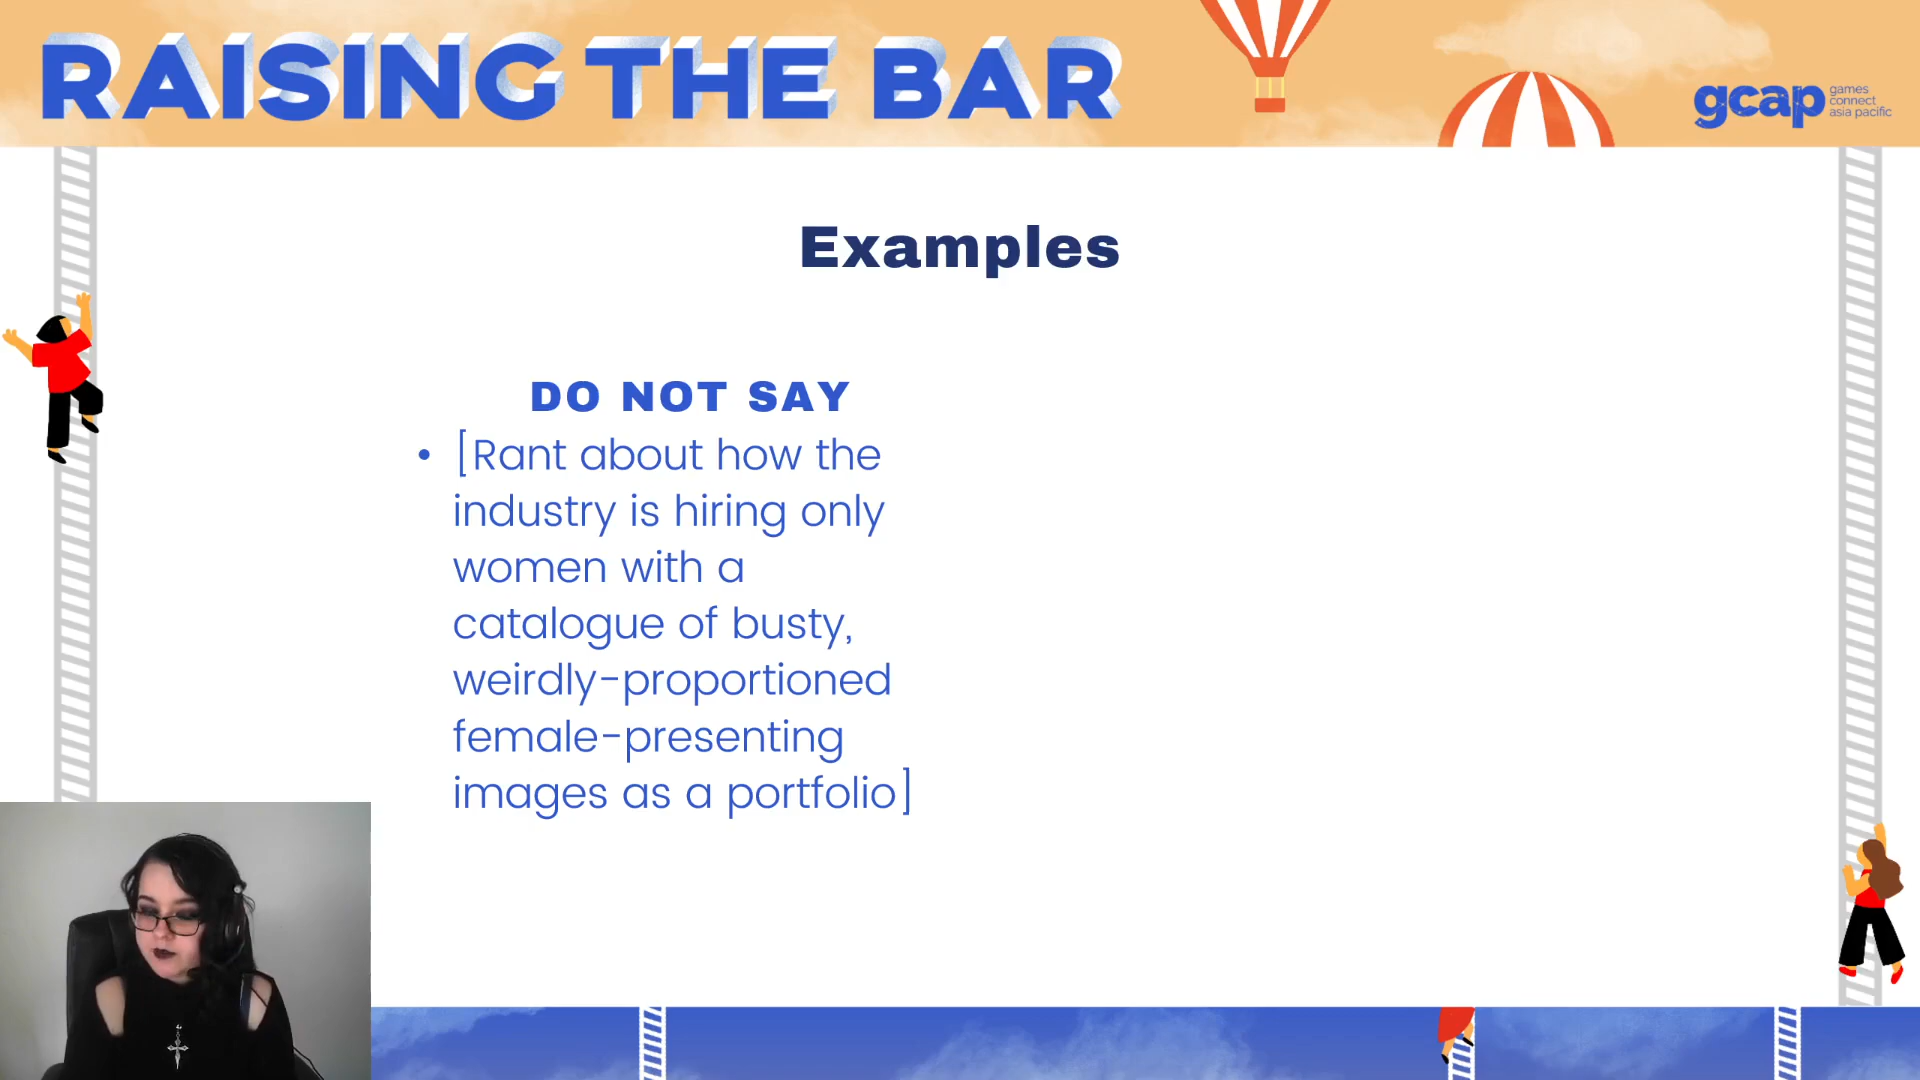 RAISING THE BAR
gcap
games
connect
asia pacific
Examples
DO NOT SAY
• [Rant about how the
industry is hiring only
women with a
catalogue of busty,
weirdly-proportioned
female-presenting
images as a portfolio]